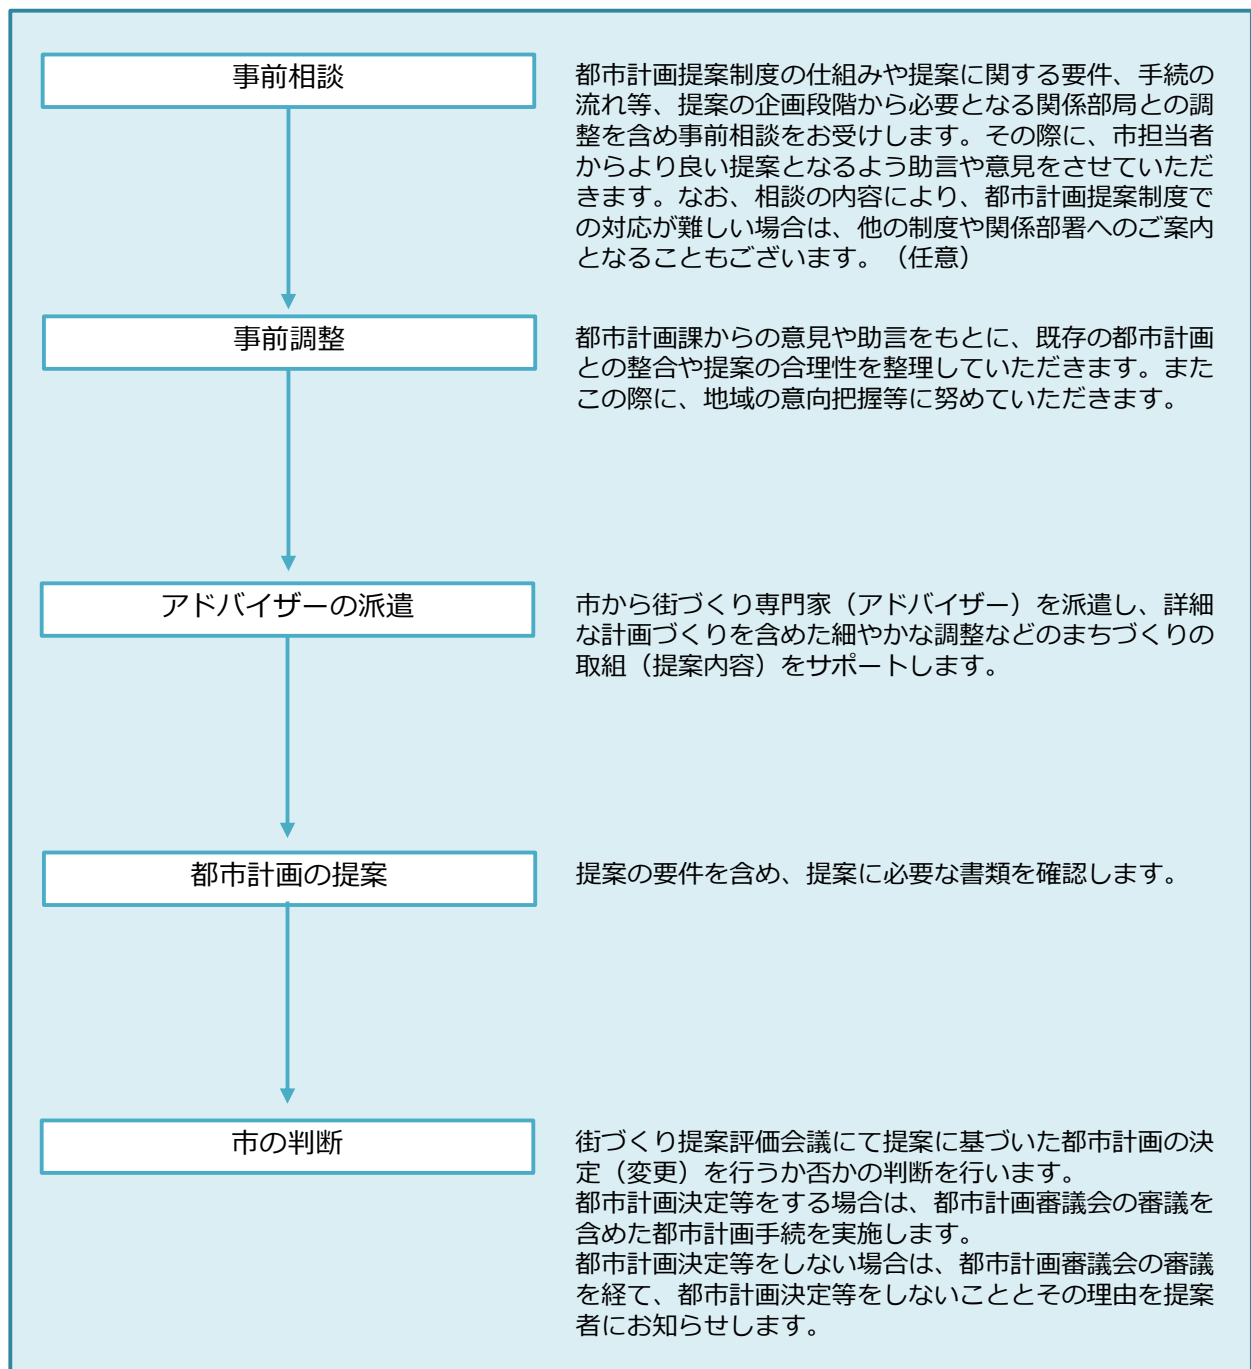 事前相談
都市計画提案制度の仕組みや提案に関する要件、手続の
流れ等、提案の企画段階から必要となる関係部局との調
整を含め事前相談をお受けします。その際に、市担当者
からより良い提案となるよう助言や意見をさせていただ
きます。なお、相談の内容により、都市計画提案制度で
の対応が難しい場合は、他の制度や関係部署へのご案内
となることもございます。（任意）
事前調整
都市計画課からの意見や助言をもとに、既存の都市計画
との整合や提案の合理性を整理していただきます。また
この際に、地域の意向把握等に努めていただきます。
アドバイザーの派遣
市から街づくり専門家（アドバイザー）を派遣し、詳細
な計画づくりを含めた細やかな調整などのまちづくりの
取組（提案内容）をサポートします。
都市計画の提案
提案の要件を含め、提案に必要な書類を確認します。
市の判断
街づくり提案評価会議にて提案に基づいた都市計画の決
定（変更）を行うか否かの判断を行います。
都市計画決定等をする場合は、都市計画審議会の審議を
含めた都市計画手続を実施します。
都市計画決定等をしない場合は、都市計画審議会の審議
を経て、都市計画決定等をしないこととその理由を提案
者にお知らせします。